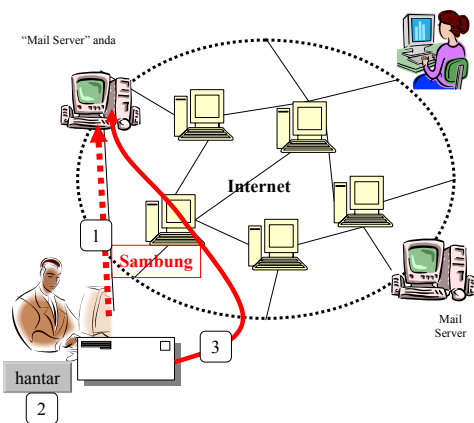 “Mail Server” anda
Internet
1
Sambung
Mail
Server
3
hantar
2